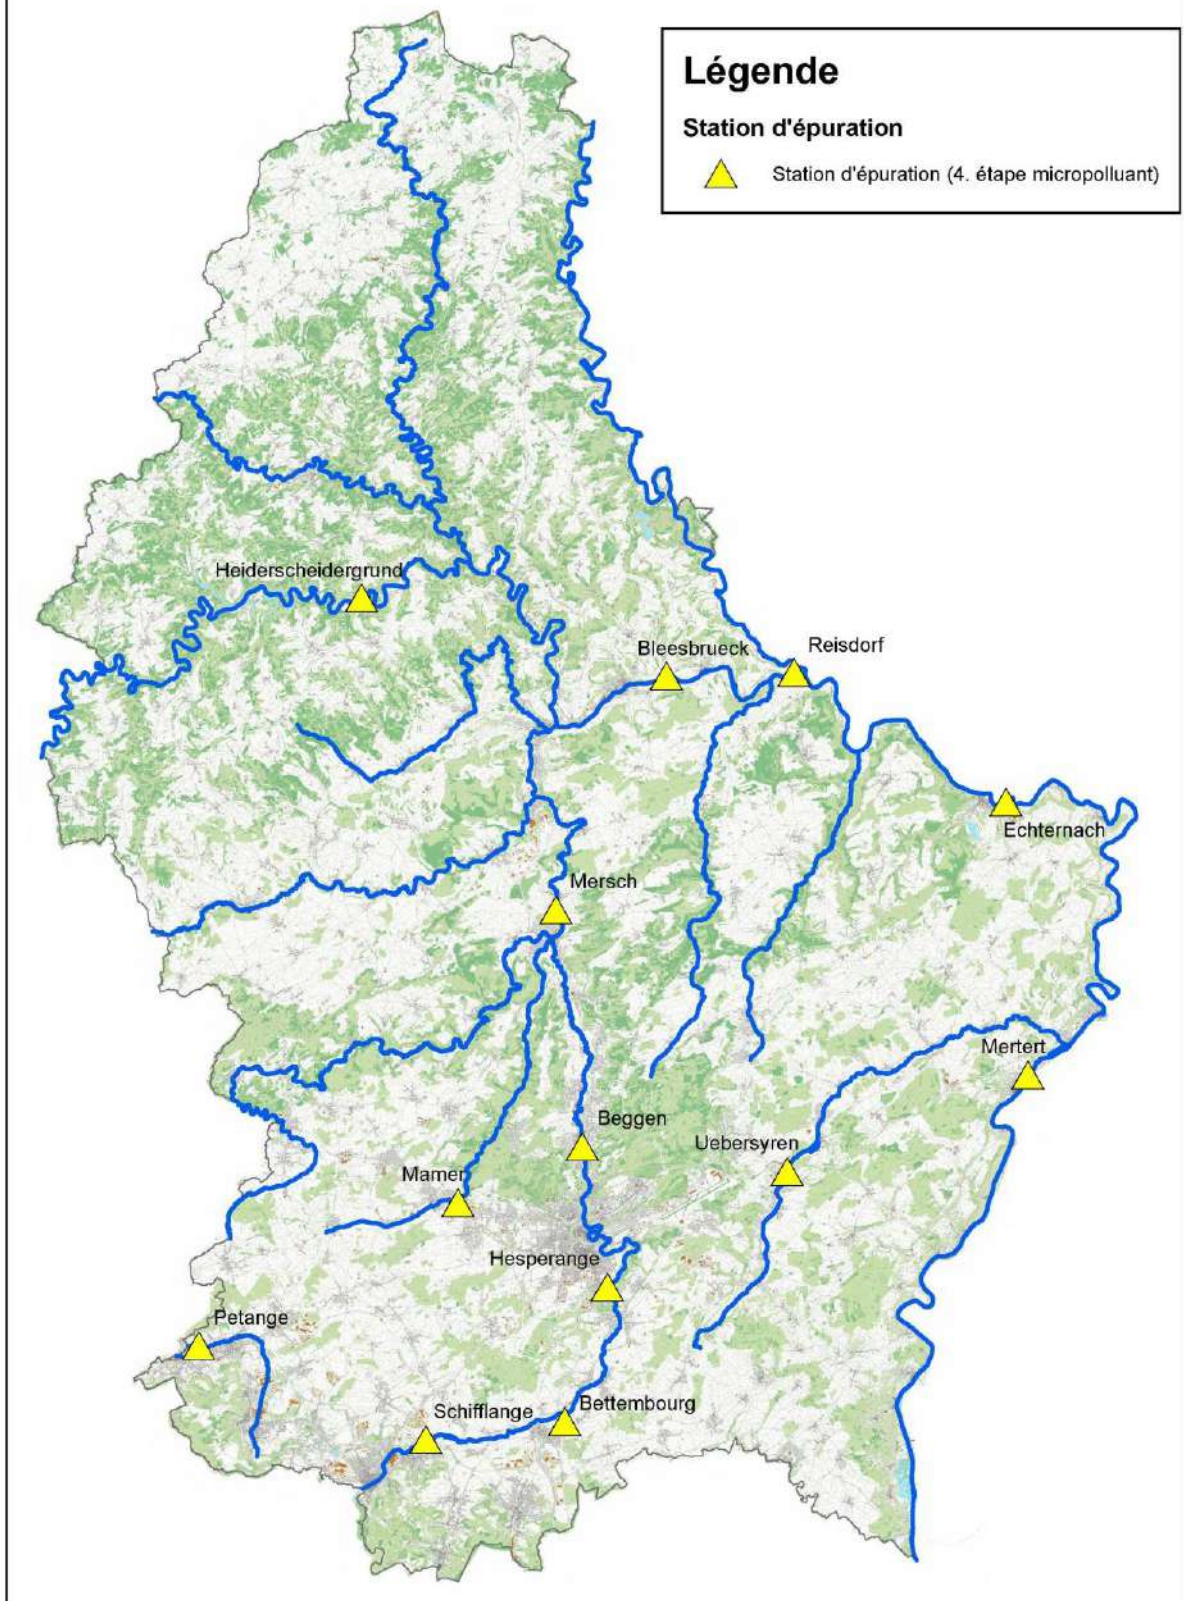 Légende
Station d'épuration
Station d'épuration (4. étape micropolluant)
Heiderscheidergrund
Bleesbrueck
Reisdorf
Echternach
Mersch
Mertert
Beggen
Uebersyren
Mamer
Hesperange
Petange
Schifflange
Bettembourg